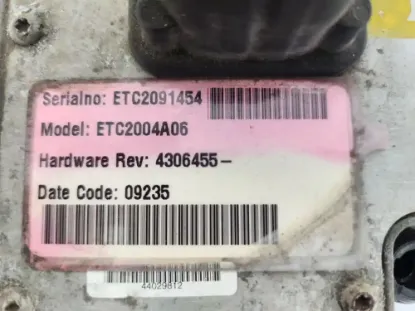 Serialno: ETC2091454
Model: ETC2004A06
Hardware Rev: 4306455-
Date Code: 09235
44029812